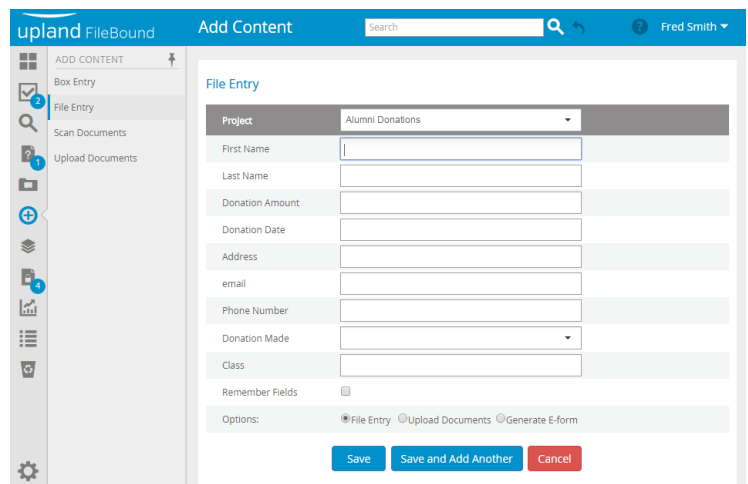 upland FileBound
Add Content
Search
?
Fred Smith
ADD CONTENT
Box Entry
File Entry
Scan Documents
Upload Documents
2
?
1
4
File Entry
Project
Alumni Donations
First Name
Last Name
Donation Amount
Donation Date
Address
email
Phone Number
Donation Made
Class
Remember Fields
Options:
File Entry Upload Documents Generate E-form
Save
Save and Add Another
Cancel